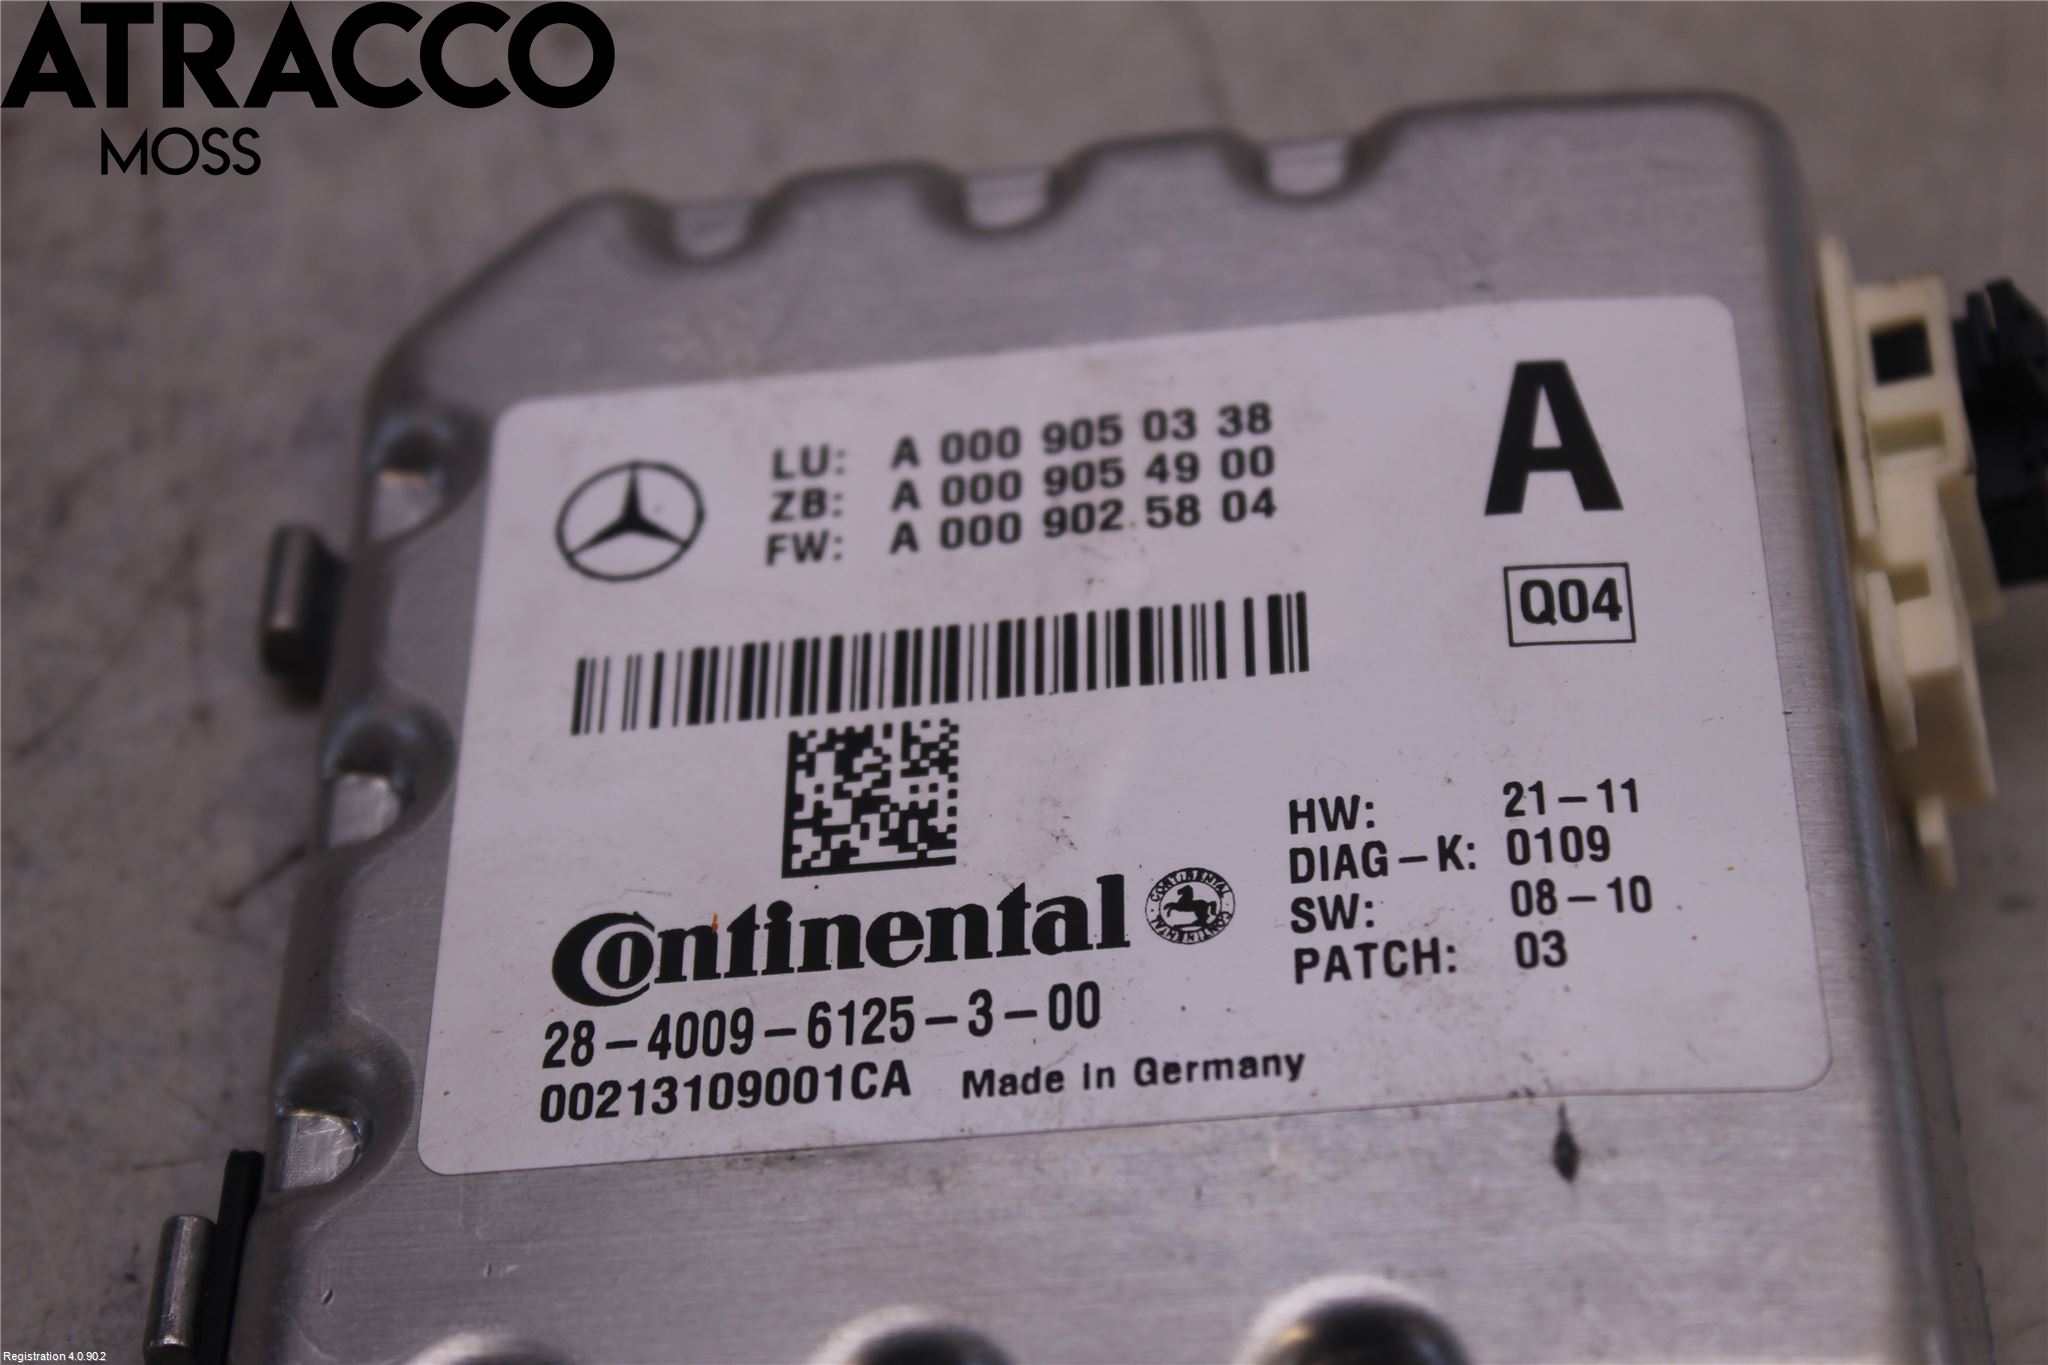 ATRACCO
MOSS
LU: A 000 905 03 38
ZB: A 000 905 49 00
FW: A 000 902 58 04
A
Q04
HW: 21-11
DIAG-K: 0109
SW: 08-10
PATCH: 03
Continental
CONTINENTAL CONTINENTAL
28-4009-6125-3-00
00213109001CA Made in Germany
Registration 4.0.90.2